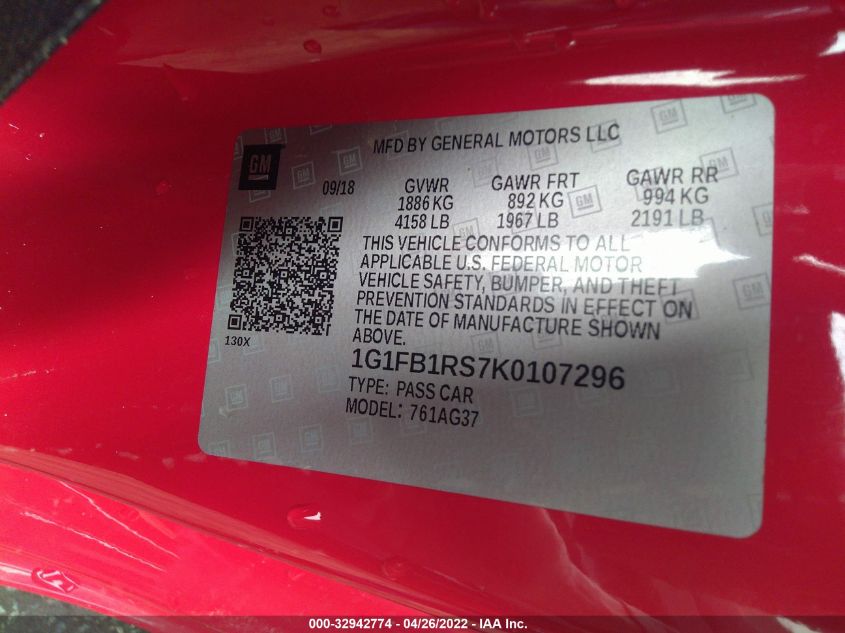 MFD BY GENERAL MOTORS LLC
GM
09/18 GVWR GAWR FRT GAWR RR
1886 KG 892 KG 994 KG
4158 LB 1967 LB 2191 LB
THIS VEHICLE CONFORMS TO ALL
APPLICABLE U.S. FEDERAL MOTOR
VEHICLE SAFETY, BUMPER, AND THEFT
PREVENTION STANDARDS IN EFFECT ON
THE DATE OF MANUFACTURE SHOWN
ABOVE.
130X
1G1FB1RS7K0107296
TYPE: PASS CAR
MODEL: 761AG37
000-32942774 - 04/26/2022 - IAA Inc.